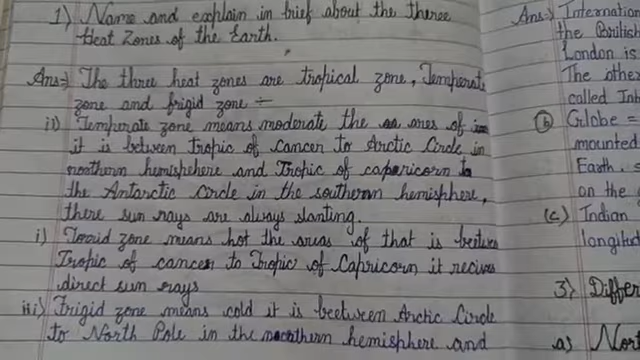 1) Name and explain in brief about the theree
Heat Zones of the Earth.
Ans:⇒ The three heat zones are tropical zone, Temperate
zone and frigid zone ÷
ii) Temperate zone means moderate the ares of
it is between tropic of cancer to Arctic Circle in
northern hemisphehere and Tropic of capricorn to
the Antarctic circle in the southernn hemisphere,
there sun rays are always slanting.
i) Torrid zone means hot the areas of that is between
Tropic of cancer to Tropic of Capricorn it recives
direct sun rays
iii) Frigid zone means cold it is beetween Arctic Circle
to North Pole in the northern hemisphere and
Ans:⇒ Internation
the British
London is
The other
called Int
(b) Globe =
mounted
Earth.
on the
(c) Indian
longitud
3) Differ
a) Nor